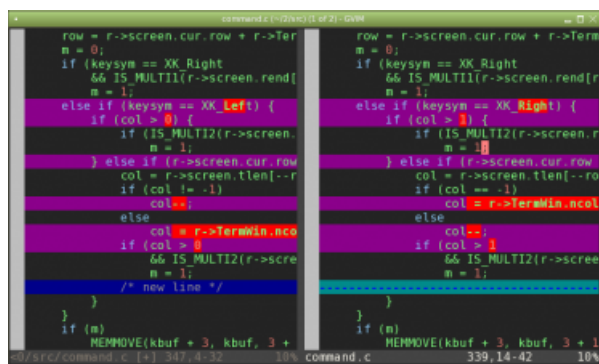 command.c (~/2/src) (1 of 2) - GVIM
row = r->screen.cur.row + r->Ter
m = 0;
if (keysym == XK_Right
&& IS_MULTI1(r->screen.rend[
m = 1;
else if (keysym == XK_Left) {
if (col > 0) {
if (IS_MULTI2(r->screen.
m = 1;
} else if (r->screen.cur.row
col = r->screen.tlen[--r
if (col != -1)
col--;
else
col = r->TermWin.ncol
if (col > 0
&& IS_MULTI2(r->scre
m = 1;
/* new line */
}
}
if (m)
MEMMOVE(kbuf + 3, kbuf, 3 +
<0/src/command.c [+] 347,4-32 10%
row = r->screen.cur.row + r->Term
m = 0;
if (keysym == XK_Right
&& IS_MULTI1(r->screen.rend[r
m = 1;
else if (keysym == XK_Right) {
if (col > 1) {
if (IS_MULTI2(r->screen.r
m = 1;
} else if (r->screen.cur.row
col = r->screen.tlen[--ro
if (col == -1)
col = r->TermWin.ncol
else
col--;
if (col > 1
&& IS_MULTI2(r->scree
m = 1;
}
}
if (m)
MEMMOVE(kbuf + 3, kbuf, 3 + 1
command.c 339,14-42 10%